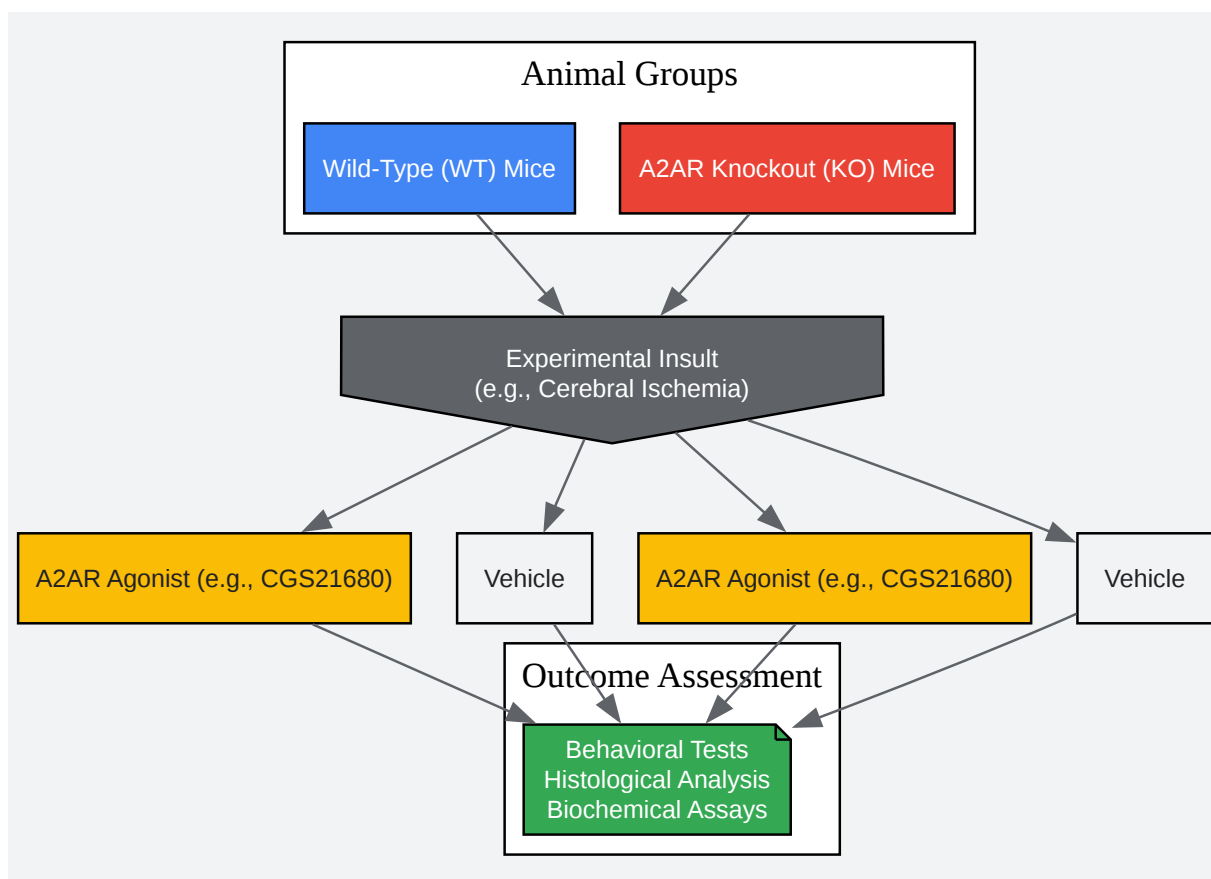 Animal Groups
Wild-Type (WT) Mice
A2AR Knockout (KO) Mice
Experimental Insult
(e.g., Cerebral Ischemia)
A2AR Agonist (e.g., CGS21680)
Vehicle
A2AR Agonist (e.g., CGS21680)
Vehicle
Outcome Assessment
Behavioral Tests
Histological Analysis
Biochemical Assays